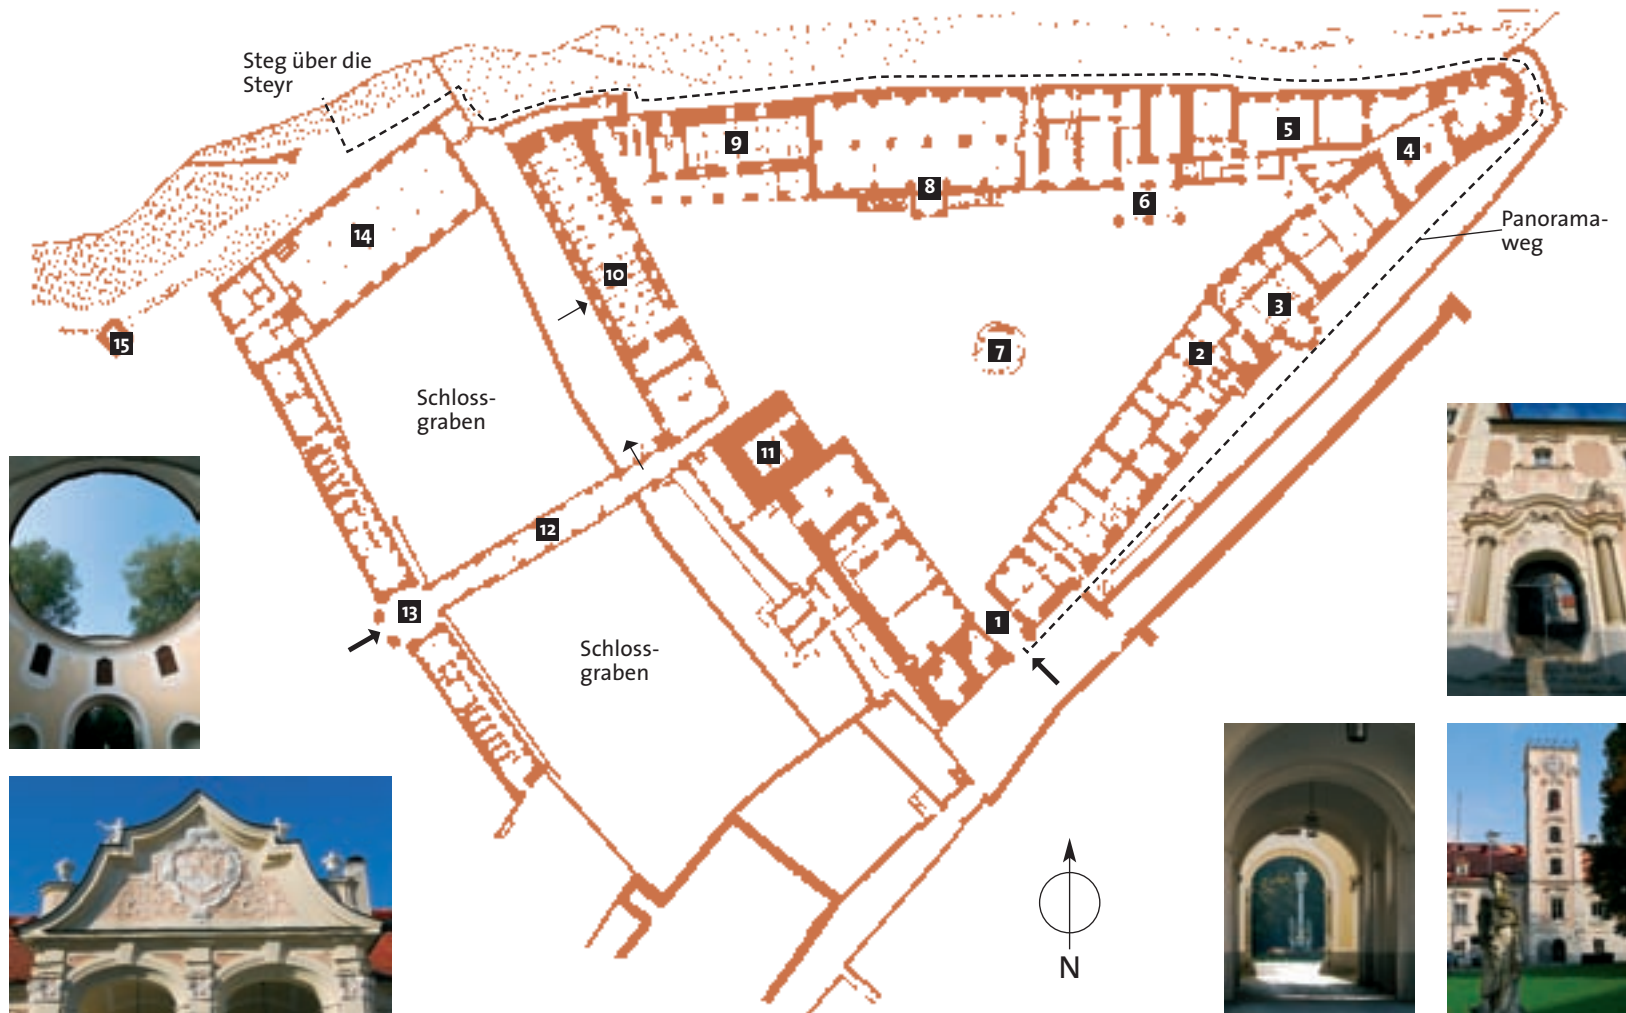 Steg über die
Steyr
9
5
4
8
6
Panorama-
weg
14
10
3
15
7
2
Schloss-
graben
11
12
13
1
Schloss-
graben
N